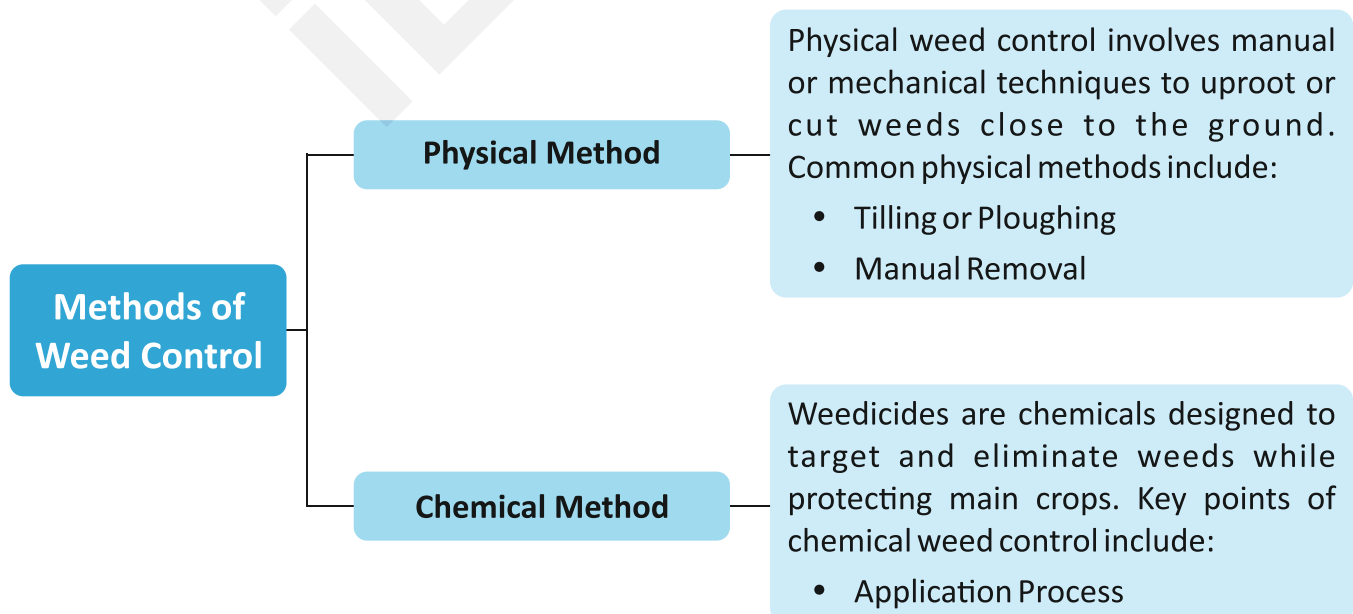 Methods of
Weed Control
Physical Method
Physical weed control involves manual
or mechanical techniques to uproot or
cut weeds close to the ground.
Common physical methods include:
• Tilling or Ploughing
• Manual Removal
Chemical Method
Weedicides are chemicals designed to
target and eliminate weeds while
protecting main crops. Key points of
chemical weed control include:
• Application Process